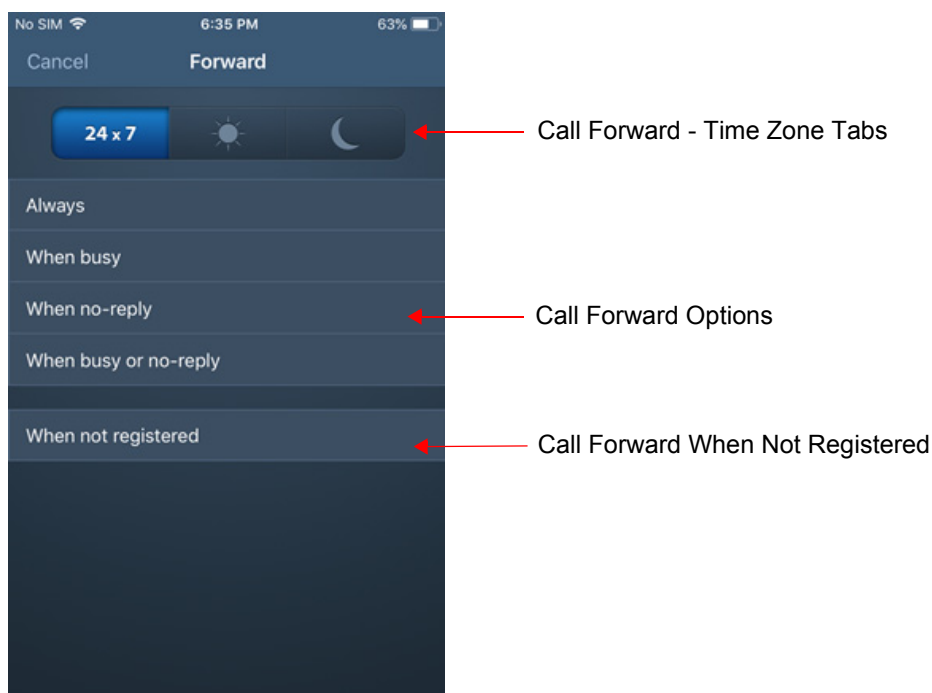 No SIM 6:35 PM 63%
Cancel Forward
24 x 7
Call Forward - Time Zone Tabs
Always
When busy
When no-reply
Call Forward Options
When busy or no-reply
When not registered
Call Forward When Not Registered